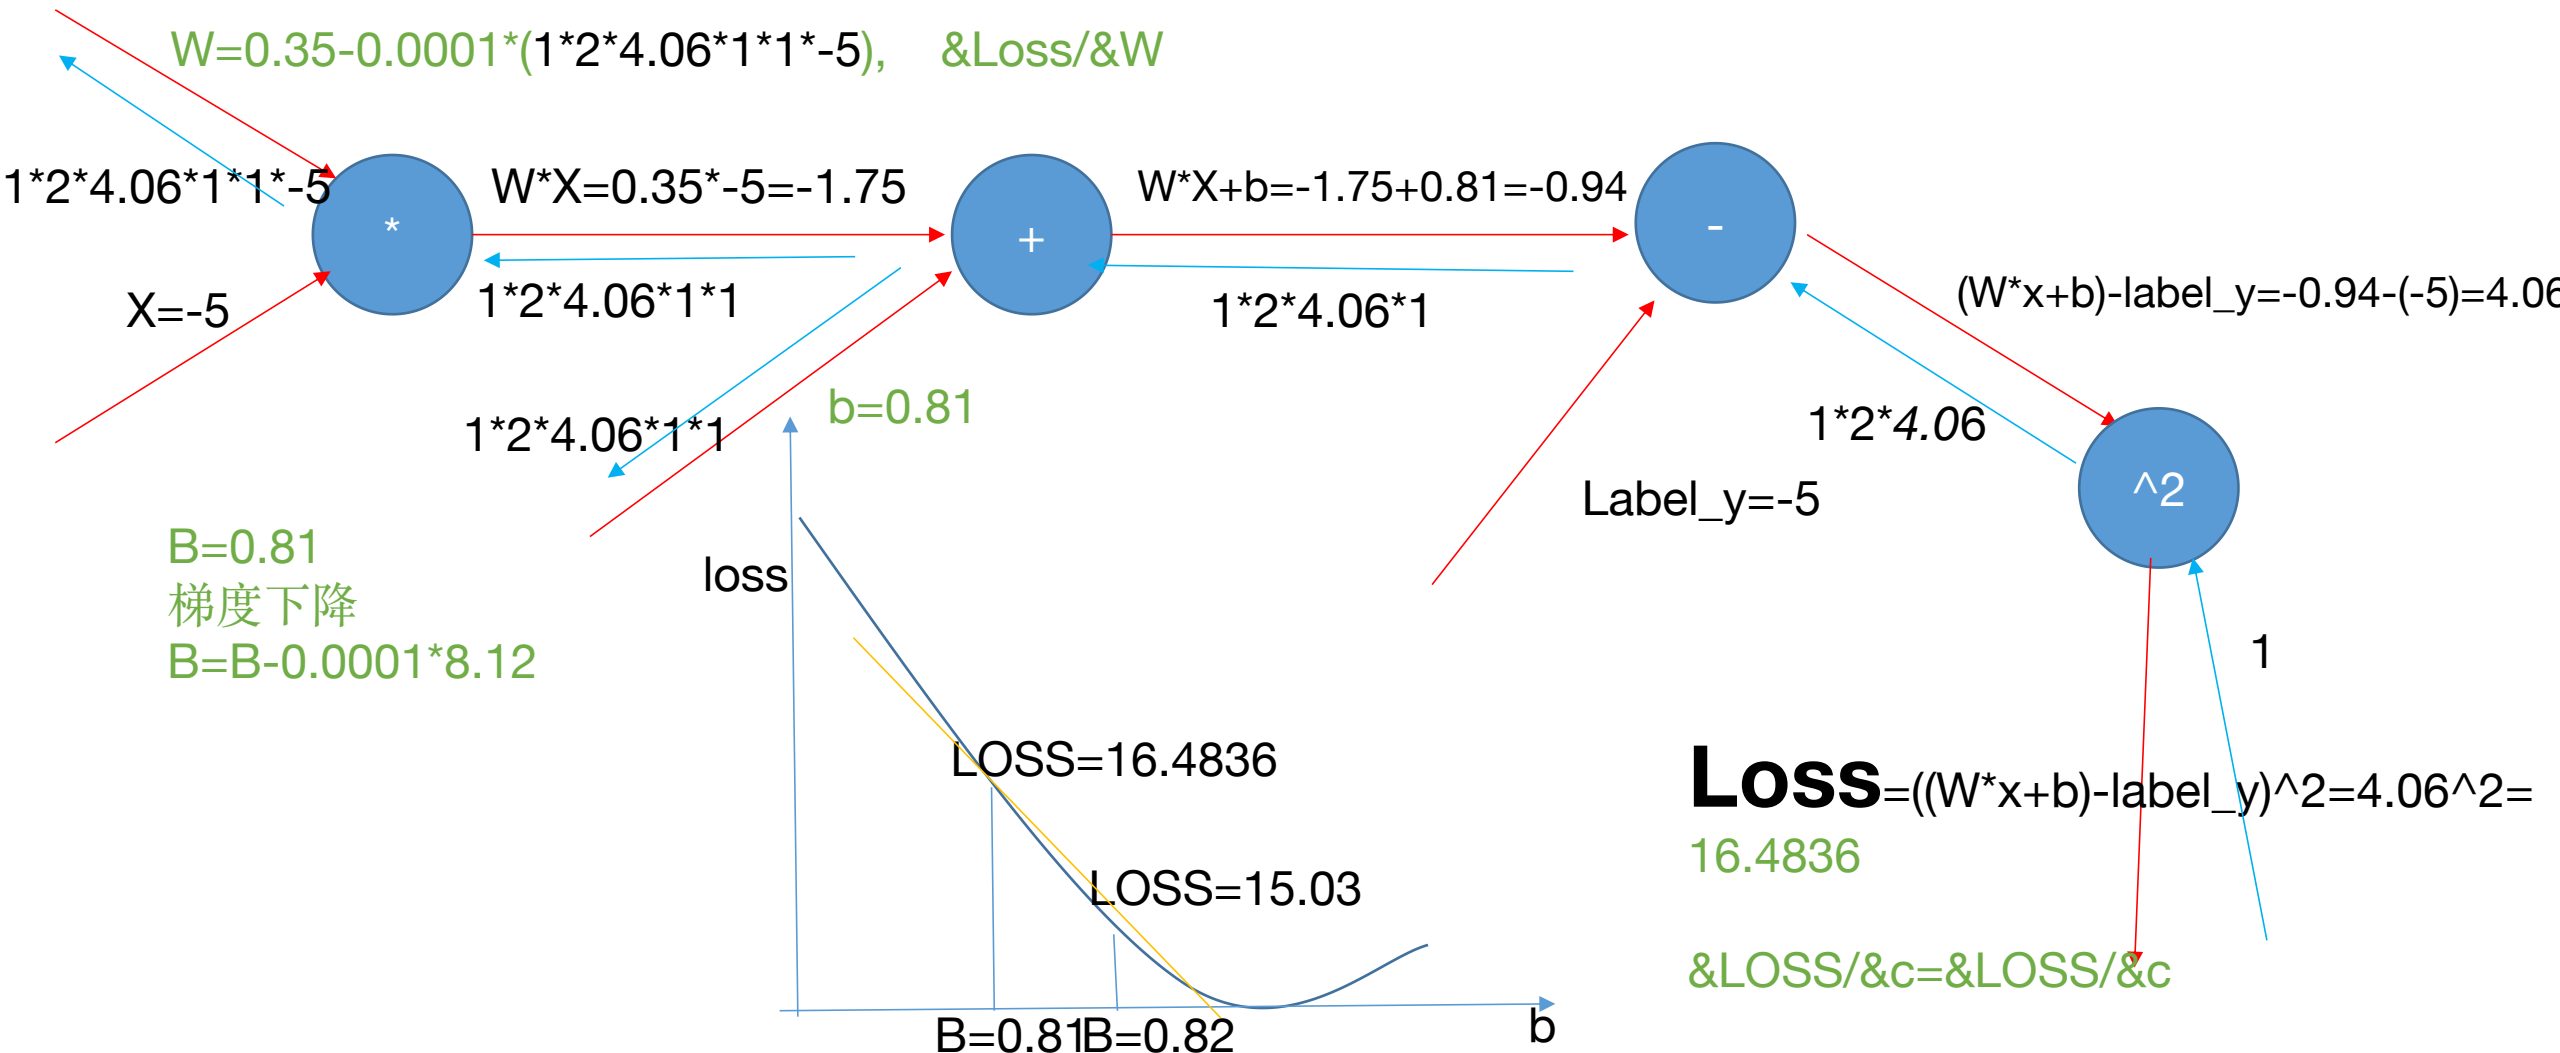 W=0.35-0.0001*(1*2*4.06*1*1*-5),    &Loss/&W
1*2*4.06*1*1*-5
*
W*X=0.35*-5=-1.75
+
W*X+b=-1.75+0.81=-0.94
-
X=-5
1*2*4.06*1*1
1*2*4.06*1
(W*x+b)-label_y=-0.94-(-5)=4.06
1*2*4.06*1*1
b=0.81
1*2*4.06
Label_y=-5
^2
B=0.81
梯度下降
B=B-0.0001*8.12
loss
LOSS=16.4836
LOSS=15.03
B=0.81
B=0.82
b
1
Loss=((W*x+b)-label_y)^2=4.06^2=
16.4836
&LOSS/&c=&LOSS/&c